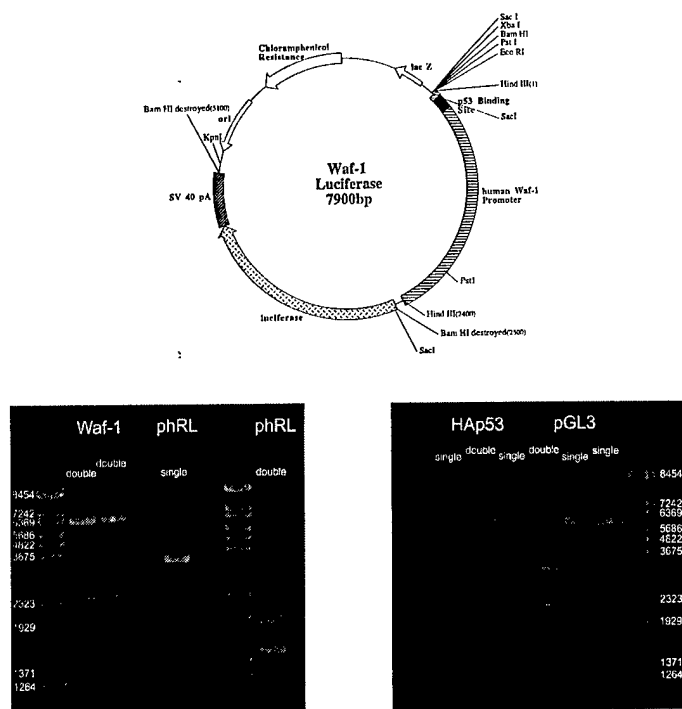 Sac I
Xba I
Bam HI
Pst I
Eco RI
Chloramphenicol
Resistance
lac Z
Hind III(1)
p53 Binding
Site
SacI
Bam HI destroyed(5100)
ori
KpnI
Waf-1
Luciferase
7900bp
SV 40 pA
human Waf-1
Promoter
PstI
luciferase
Hind III(2400)
Bam HI destroyed(2500)
SacI
Waf-1 phRL phRL
double double single double
8454
7242
6369
5686
4822
3675
2323
1929
1371
1264
HAp53 pGL3
single double single double single single
8454
7242
6369
5686
4822
3675
2323
1929
1371
1264